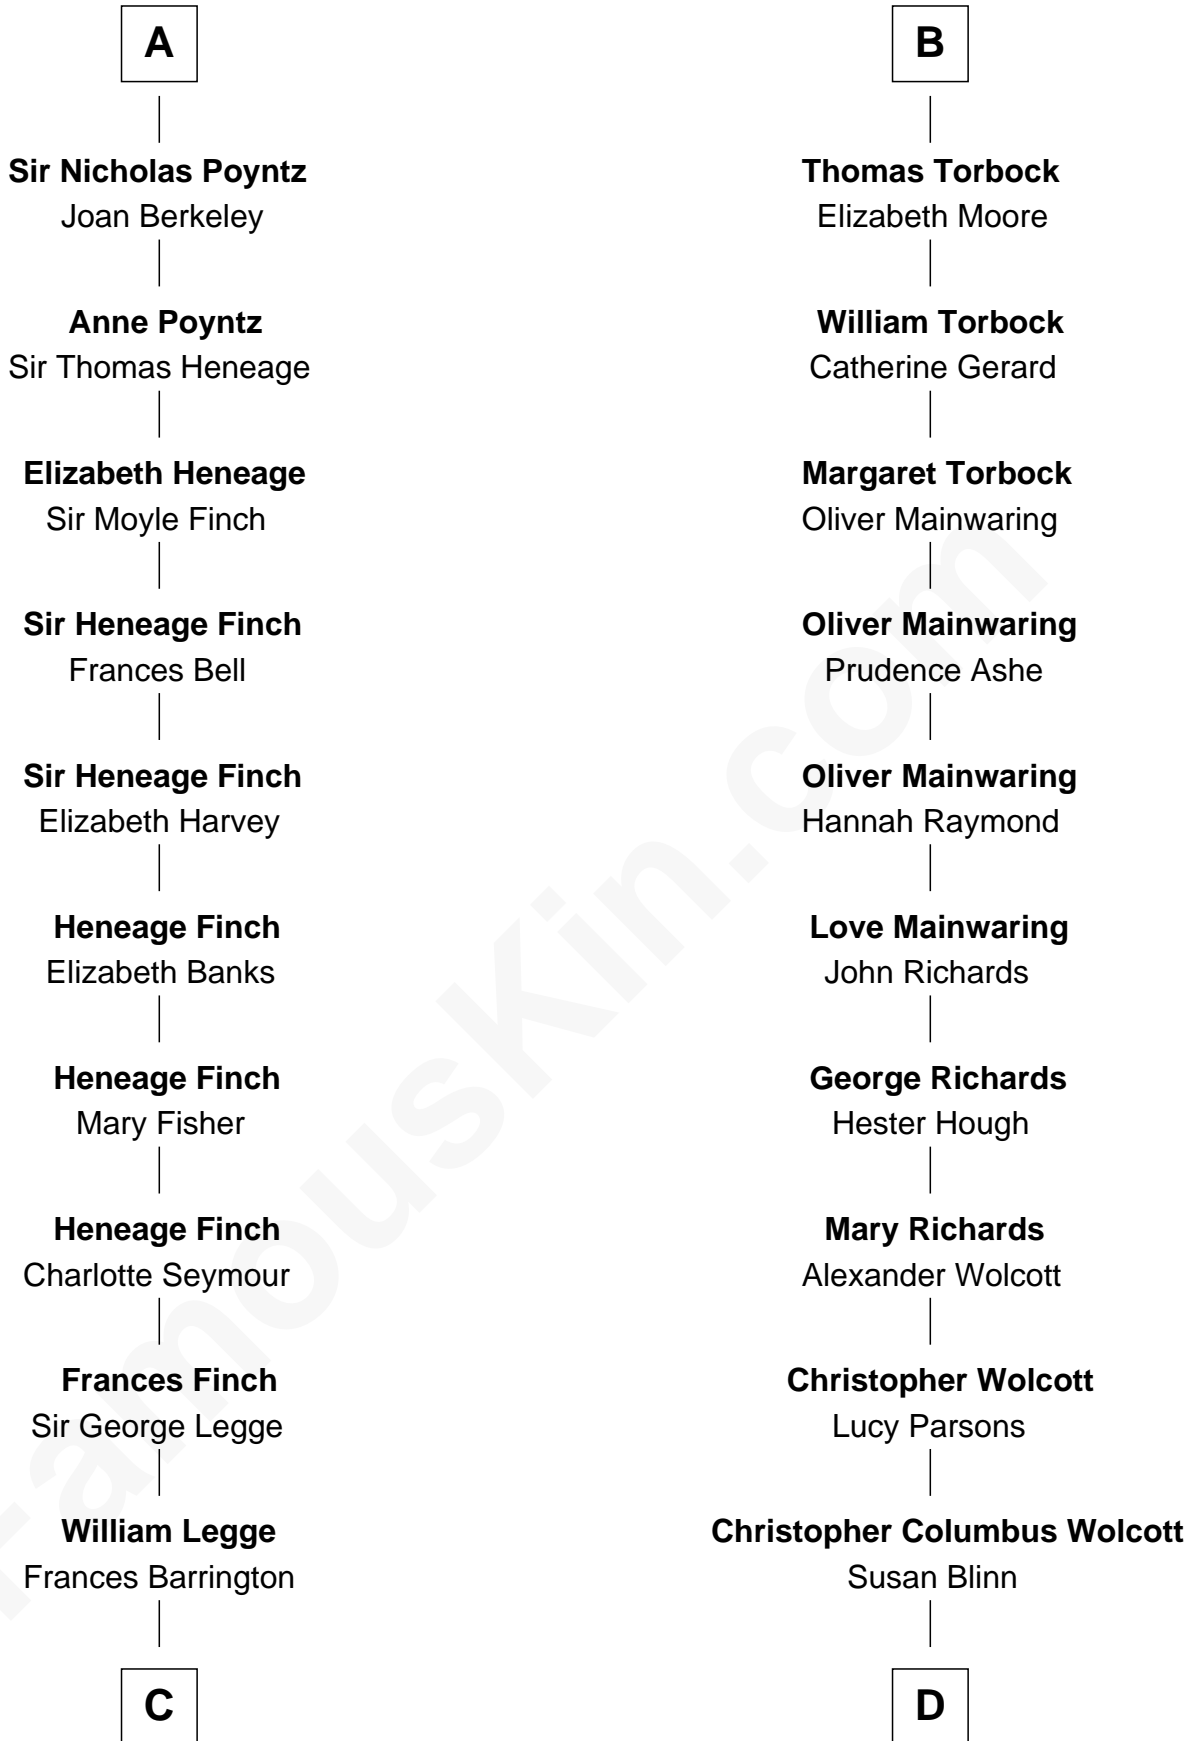 A
Sir Nicholas Poyntz
Joan Berkeley
Anne Poyntz
Sir Thomas Heneage
Elizabeth Heneage
Sir Moyle Finch
Sir Heneage Finch
Frances Bell
Sir Heneage Finch
Elizabeth Harvey
Heneage Finch
Elizabeth Banks
Heneage Finch
Mary Fisher
Heneage Finch
Charlotte Seymour
Frances Finch
Sir George Legge
William Legge
Frances Barrington
C
B
Thomas Torbock
Elizabeth Moore
William Torbock
Catherine Gerard
Margaret Torbock
Oliver Mainwaring
Oliver Mainwaring
Prudence Ashe
Oliver Mainwaring
Hannah Raymond
Love Mainwaring
John Richards
George Richards
Hester Hough
Mary Richards
Alexander Wolcott
Christopher Wolcott
Lucy Parsons
Christopher Columbus Wolcott
Susan Blinn
D
FamousKin.com